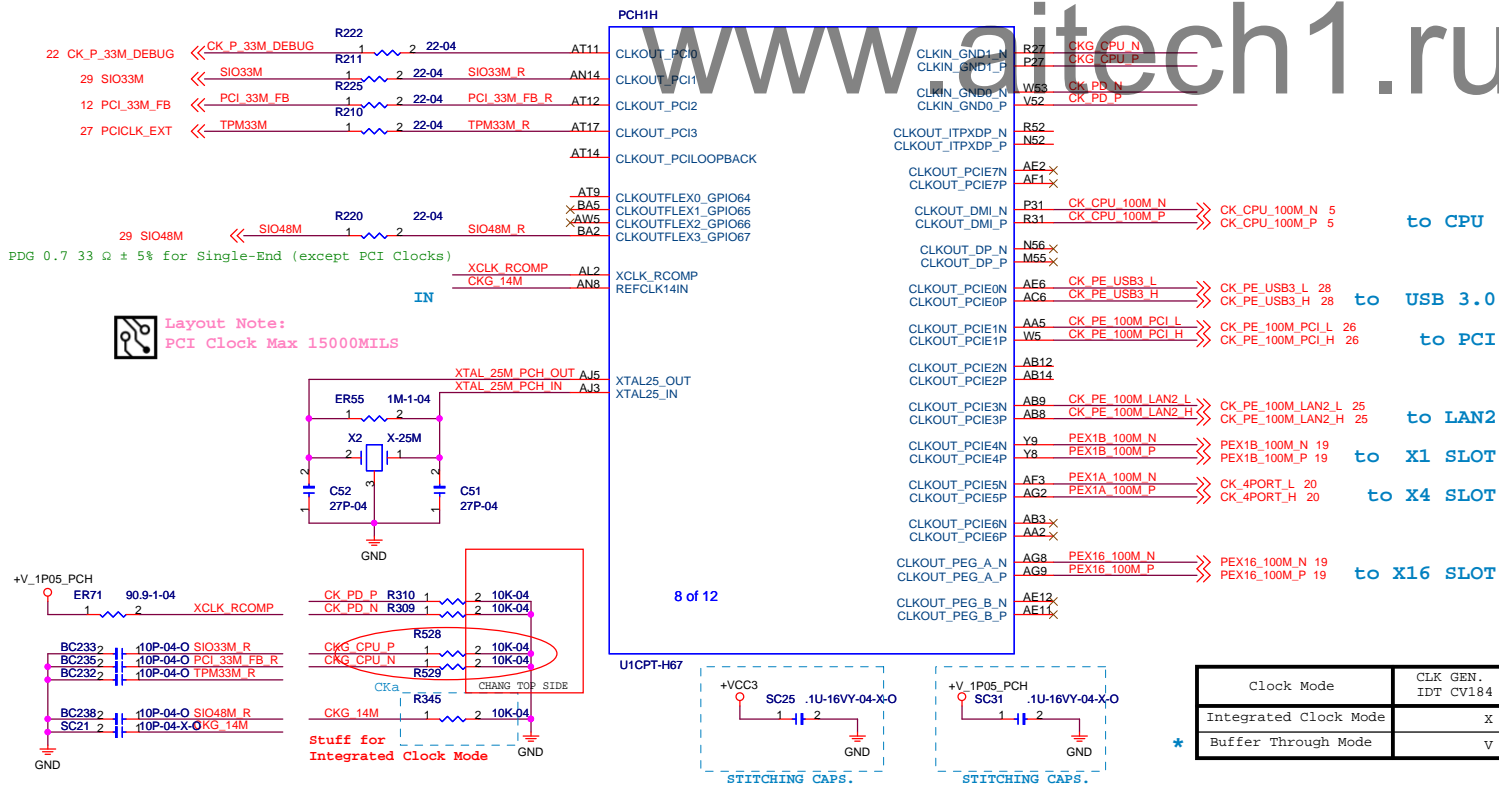 www.aitech1.ru
PCH1H
R222
22 CK_P_33M_DEBUG CK_P_33M_DEBUG 1 2 22-04 AT11 CLKOUT_PCI0
R211
29 SIO33M SIO33M 1 2 22-04 SIO33M_R AN14 CLKOUT_PCI1
R225
12 PCI_33M_FB PCI_33M_FB 1 2 22-04 PCI_33M_FB_R AT12 CLKOUT_PCI2
R210
27 PCICLK_EXT TPM33M 1 2 22-04 TPM33M_R AT17 CLKOUT_PCI3
AT14 CLKOUT_PCILOOPBACK
AT9 CLKOUTFLEX0_GPIO64
BA5 CLKOUTFLEX1_GPIO65
AW5 CLKOUTFLEX2_GPIO66
R220 22-04
29 SIO48M SIO48M 1 2 SIO48M_R BA2 CLKOUTFLEX3_GPIO67
PDG 0.7 33 Ω ± 5% for Single-End (except PCI Clocks)
XCLK_RCOMP AL2 XCLK_RCOMP
CKG_14M AN8 REFCLK14IN
IN
Layout Note:
PCI Clock Max 15000MILS
XTAL_25M_PCH_OUT AJ5 XTAL25_OUT
XTAL_25M_PCH_IN AJ3 XTAL25_IN
ER55 1M-1-04
1 2
X2 X-25M
2 1
3
2 2
C52 C51
27P-04 27P-04
1 1
GND
CLKIN_GND1_N R27 CKG_CPU_N
CLKIN_GND1_P P27 CKG_CPU_P
CLKIN_GND0_N W53 CK_PD_N
CLKIN_GND0_P V52 CK_PD_P
CLKOUT_ITPXDP_N R52
CLKOUT_ITPXDP_P N52
CLKOUT_PCIE7N AE2
CLKOUT_PCIE7P AF1
CLKOUT_DMI_N P31 CK_CPU_100M_N CK_CPU_100M_N 5
CLKOUT_DMI_P R31 CK_CPU_100M_P CK_CPU_100M_P 5
to CPU
CLKOUT_DP_N N56
CLKOUT_DP_P M55
CLKOUT_PCIE0N AE6 CK_PE_USB3_L CK_PE_USB3_L 28
CLKOUT_PCIE0P AC6 CK_PE_USB3_H CK_PE_USB3_H 28
to USB 3.0
CLKOUT_PCIE1N AA5 CK_PE_100M_PCI_L CK_PE_100M_PCI_L 26
CLKOUT_PCIE1P W5 CK_PE_100M_PCI_H CK_PE_100M_PCI_H 26
to PCI
CLKOUT_PCIE2N AB12
CLKOUT_PCIE2P AB14
CLKOUT_PCIE3N AB9 CK_PE_100M_LAN2_L CK_PE_100M_LAN2_L 25
CLKOUT_PCIE3P AB8 CK_PE_100M_LAN2_H CK_PE_100M_LAN2_H 25
to LAN2
CLKOUT_PCIE4N Y9 PEX1B_100M_N PEX1B_100M_N 19
CLKOUT_PCIE4P Y8 PEX1B_100M_P PEX1B_100M_P 19
to X1 SLOT
CLKOUT_PCIE5N AF3 PEX1A_100M_N CK_4PORT_L 20
CLKOUT_PCIE5P AG2 PEX1A_100M_P CK_4PORT_H 20
to X4 SLOT
CLKOUT_PCIE6N AB3
CLKOUT_PCIE6P AA2
CLKOUT_PEG_A_N AG8 PEX16_100M_N PEX16_100M_N 19
CLKOUT_PEG_A_P AG9 PEX16_100M_P PEX16_100M_P 19
to X16 SLOT
CLKOUT_PEG_B_N AE12
CLKOUT_PEG_B_P AE11
8 of 12
U1CPT-H67
+V_1P05_PCH
ER71 90.9-1-04
1 2 XCLK_RCOMP
BC233 2 1 10P-04-O SIO33M_R
BC235 2 1 10P-04-O PCI_33M_FB_R
BC232 2 1 10P-04-O TPM33M_R
BC238 2 1 10P-04-O SIO48M_R
SC21 2 1 10P-04-X-O CKG_14M
GND
CK_PD_P R310 1 2 10K-04
CK_PD_N R309 1 2 10K-04
R528
CKG_CPU_P 1 2 10K-04
CKG_CPU_N 1 2 10K-04
R529
CKa
CHANG TOP SIDE
R345
CKG_14M 1 2 10K-04
Stuff for
Integrated Clock Mode
GND
+VCC3
SC25 .1U-16VY-04-X-O
1 2
GND
STITCHING CAPS.
+V_1P05_PCH
SC31 .1U-16VY-04-X-O
1 2
GND
STITCHING CAPS.
Clock Mode CLK GEN.
IDT CV184
Integrated Clock Mode X
* Buffer Through Mode V